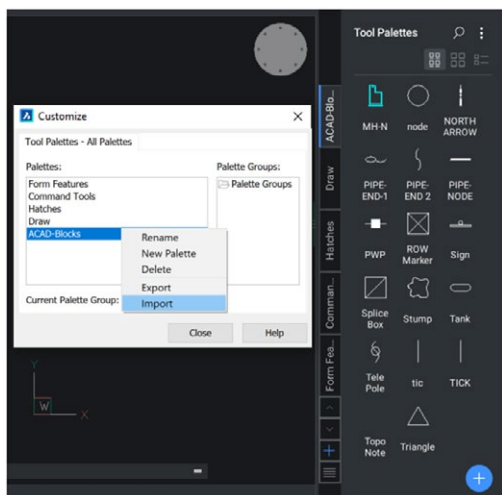 Tool Palettes
Customize
Tool Palettes - All Palettes
Palettes:
Palette Groups:
Form Features
Command Tools
Hatches
Draw
ACAD-Blocks
Palette Groups
Rename
New Palette
Delete
Export
Import
Current Palette Group:
Close
Help
ACAD-Blo...
Draw
Hatches
Comman...
Form Fea...
MH-N
node
NORTH
ARROW
PIPE-
END-1
PIPE-
END 2
PIPE-
NODE
PWP
ROW
Marker
Sign
Splice
Box
Stump
Tank
Tele
Pole
tic
TICK
Topo
Note
Triangle
Y
W
X